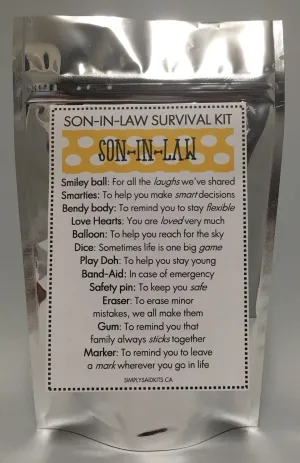 SON-IN-LAW SURVIVAL KIT
SON-IN-LAW
Smiley ball: For all the laughs we've shared
Smarties: To help you make smart decisions
Bendy body: To remind you to stay flexible
Love Hearts: You are loved very much
Balloon: To help you reach for the sky
Dice: Sometimes life is one big game
Play Doh: To help you stay young
Band-Aid: In case of emergency
Safety pin: To keep you safe
Eraser: To erase minor
mistakes, we all make them
Gum: To remind you that
family always sticks together
Marker: To remind you to leave
a mark wherever you go in life
SIMPLYSAIDKITS.CA